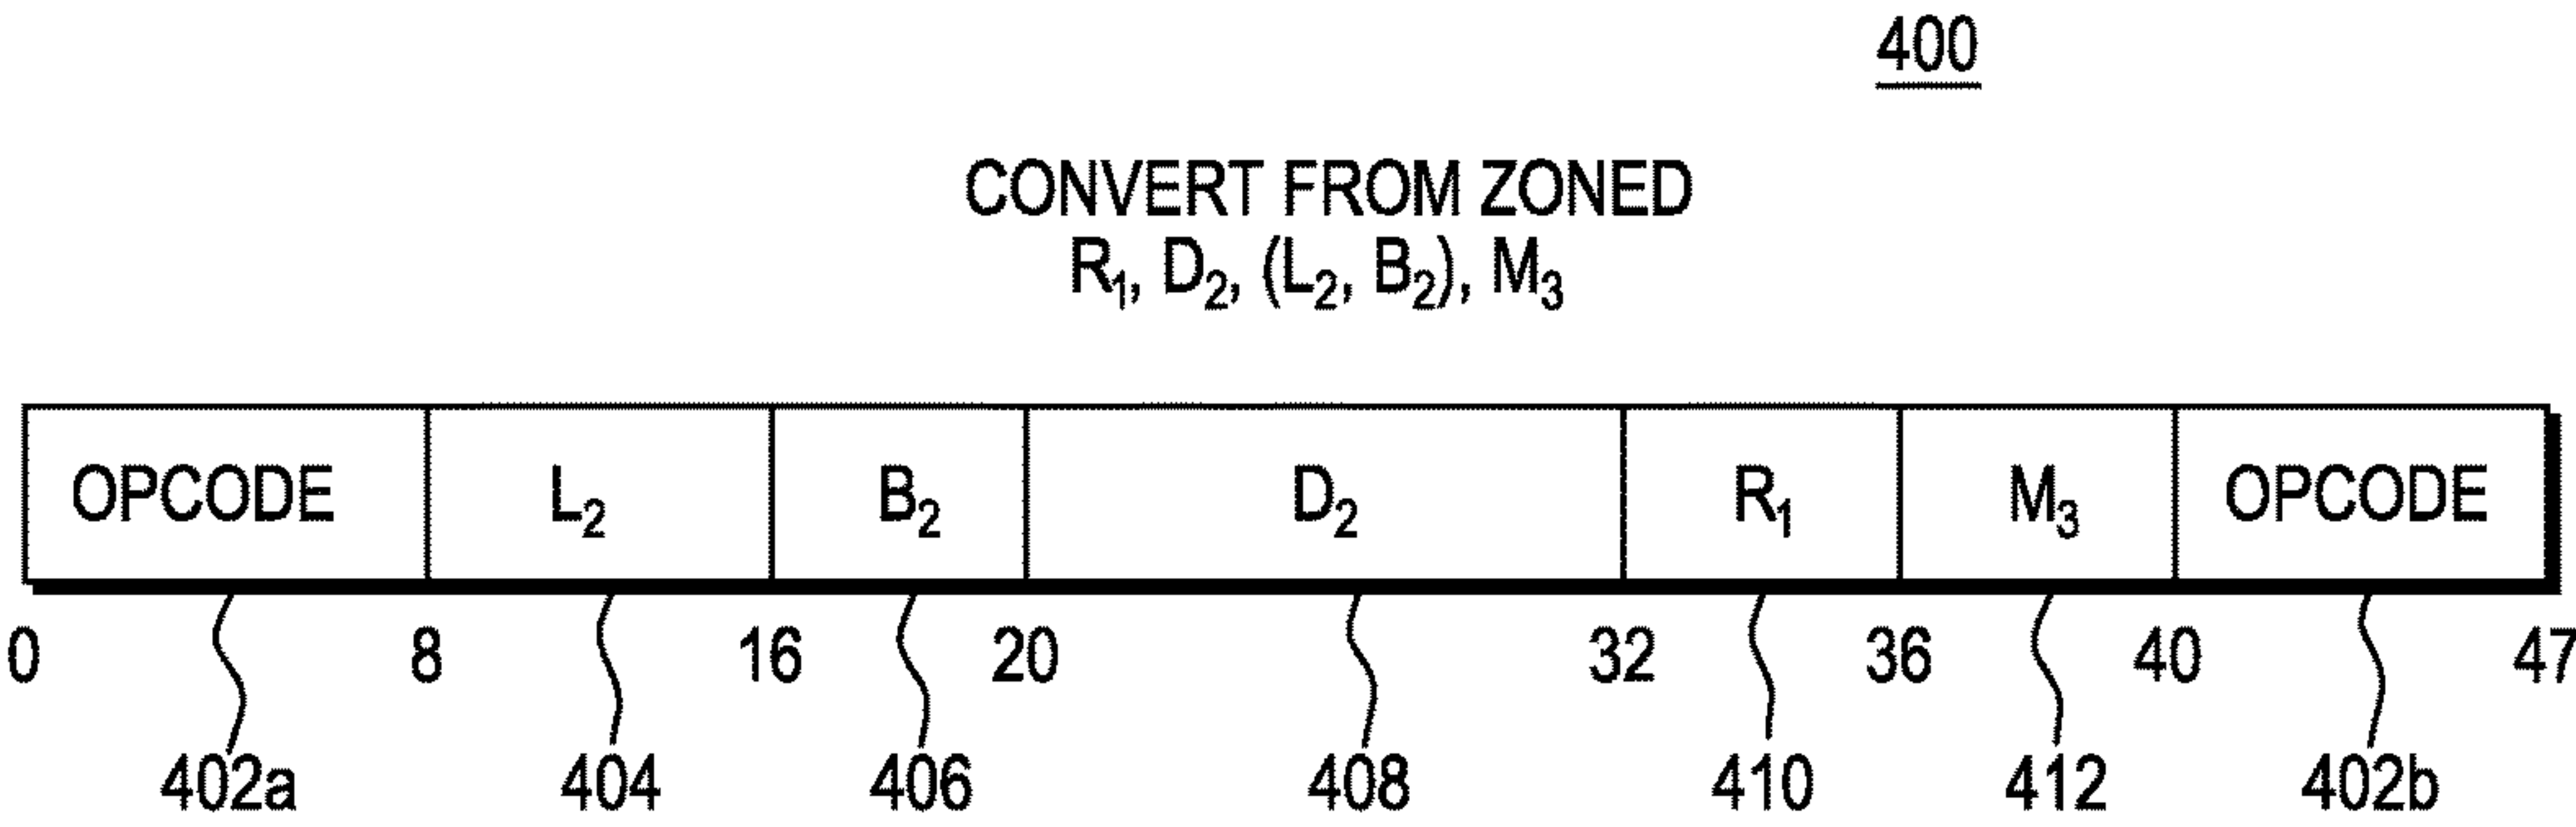 400
CONVERT FROM ZONED
R₁, D₂, (L₂, B₂), M₃
OPCODE L₂ B₂ D₂ R₁ M₃ OPCODE
0 8 16 20 32 36 40 47
402a 404 406 408 410 412 402b